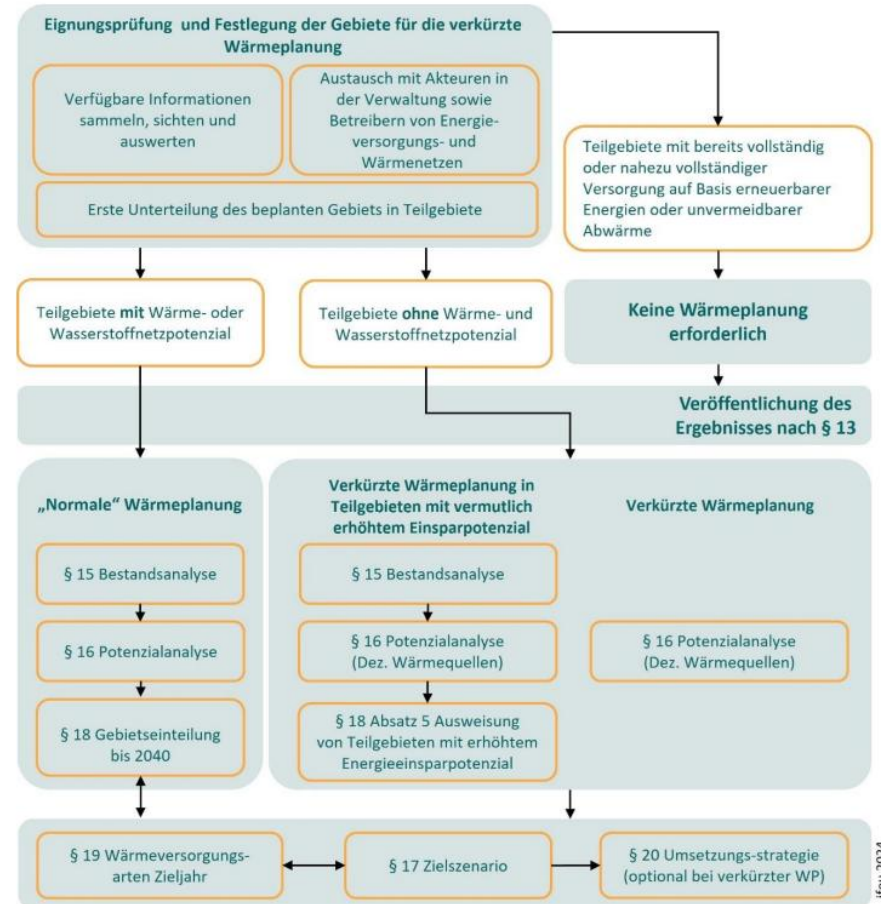 Eignungsprüfung und Festlegung der Gebiete für die verkürzte
Wärmeplanung
Verfügbare Informationen
sammeln, sichten und
auswerten
Austausch mit Akteuren in
der Verwaltung sowie
Betreibern von Energie-
versorgungs- und
Wärmenetzen
Erste Unterteilung des beplanten Gebiets in Teilgebiete
Teilgebiete mit bereits vollständig
oder nahezu vollständiger
Versorgung auf Basis erneuerbarer
Energien oder unvermeidbarer
Abwärme
Teilgebiete mit Wärme- oder
Wasserstoffnetzpotenzial
Teilgebiete ohne Wärme- und
Wasserstoffnetzpotenzial
Keine Wärmeplanung
erforderlich
Veröffentlichung des
Ergebnisses nach § 13
„Normale“ Wärmeplanung
§ 15 Bestandsanalyse
§ 16 Potenzialanalyse
§ 18 Gebietseinteilung
bis 2040
Verkürzte Wärmeplanung in
Teilgebieten mit vermutlich
erhöhtem Einsparpotenzial
§ 15 Bestandsanalyse
§ 16 Potenzialanalyse
(Dez. Wärmequellen)
§ 18 Absatz 5 Ausweisung
von Teilgebieten mit erhöhtem
Energieeinsparpotenzial
Verkürzte Wärmeplanung
§ 16 Potenzialanalyse
(Dez. Wärmequellen)
§ 19 Wärmeversorgungs-
arten Zieljahr
§ 17 Zielszenario
§ 20 Umsetzungs-strategie
(optional bei verkürzter WP)
ifeu 2024